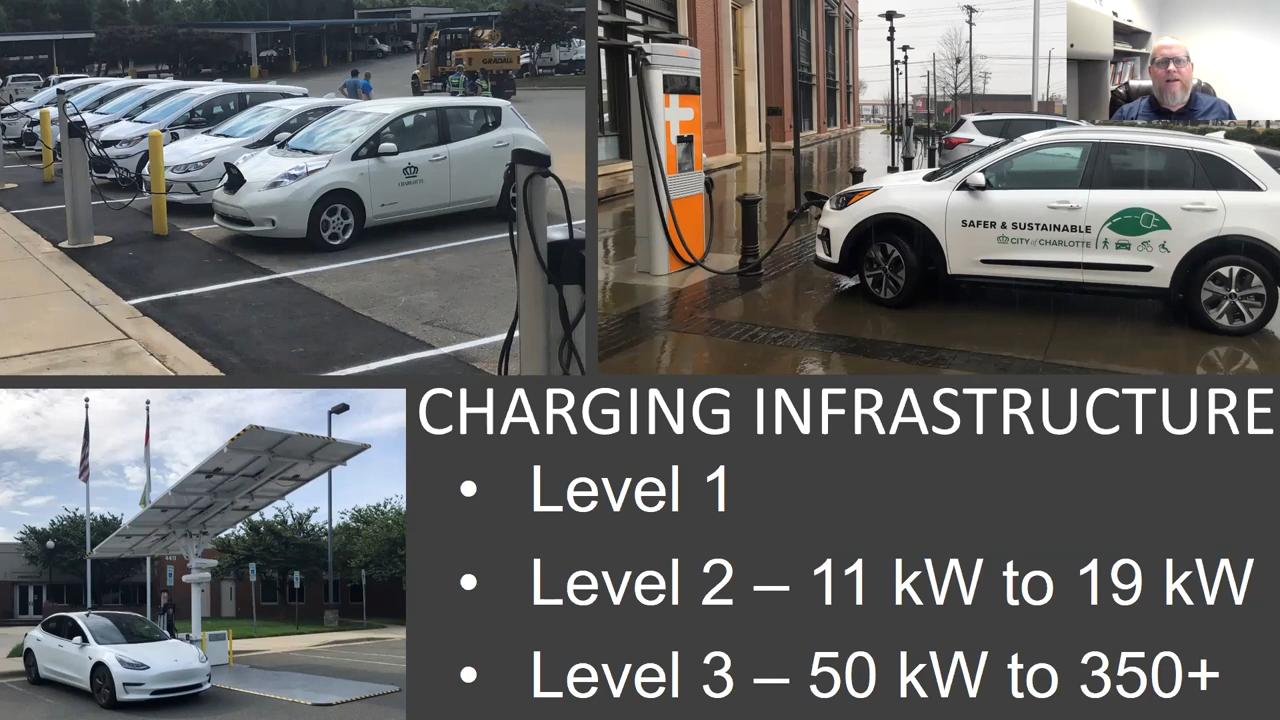 GRADALL
CHARLOTTE
SAFER & SUSTAINABLE
CITY of CHARLOTTE
CHARGING INFRASTRUCTURE
• Level 1
• Level 2 – 11 kW to 19 kW
• Level 3 – 50 kW to 350+